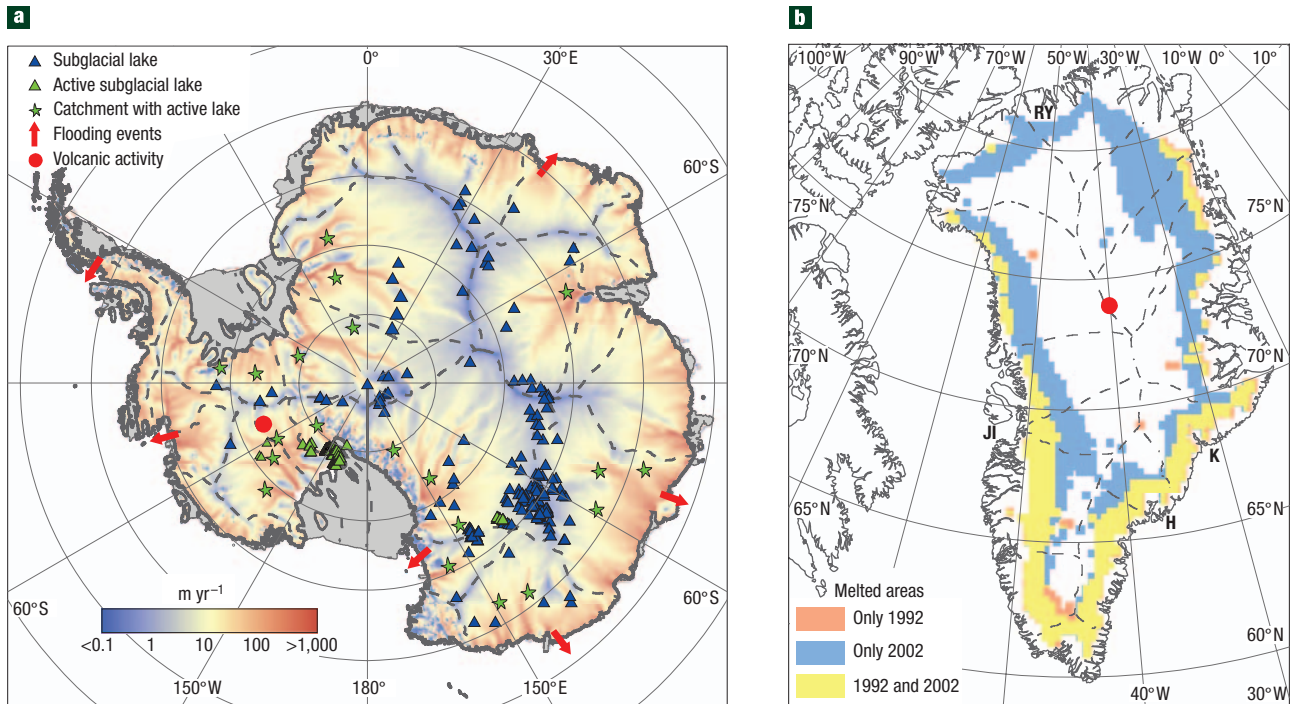 a
Subglacial lake
Active subglacial lake
Catchment with active lake
Flooding events
Volcanic activity
0°
30°E
60°S
m yr⁻¹
<0.1 1 10 100 >1,000
60°S
60°S
150°W
180°
150°E
b
100°W
90°W
70°W
50°W
40°W
30°W
10°W
0°
10°
RY
75°N
75°N
70°N
70°N
JI
K
65°N
65°N
H
Melted areas
Only 1992
Only 2002
1992 and 2002
60°N
40°W
30°W